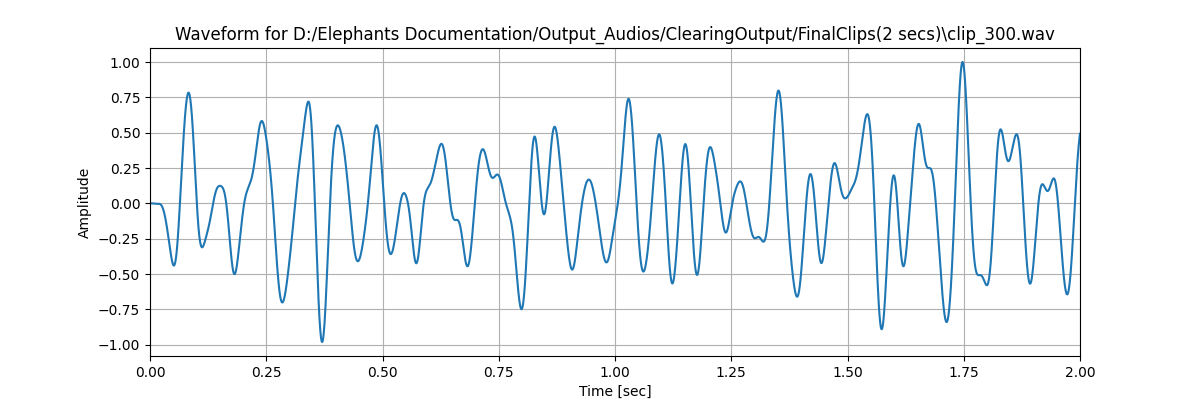 Waveform for D:/Elephants Documentation/Output_Audios/ClearingOutput/FinalClips(2 secs)\clip_300.wav
1.00
0.75
0.50
0.25
0.00
−0.25
−0.50
−0.75
−1.00
Amplitude
0.00 0.25 0.50 0.75 1.00 1.25 1.50 1.75 2.00
Time [sec]